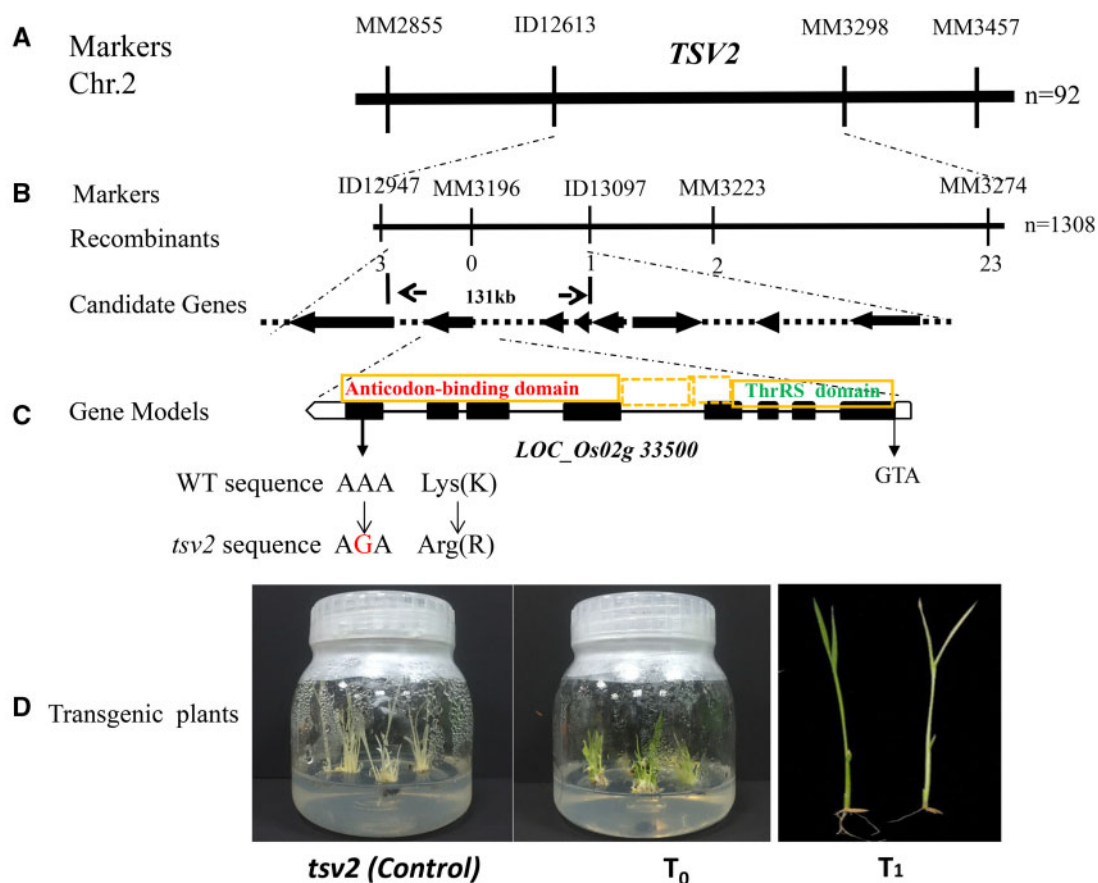 A
Markers
Chr.2
MM2855 ID12613 TSV2 MM3298 MM3457
n=92
B
Markers
ID12947 MM3196 ID13097 MM3223 MM3274
n=1308
Recombinants
3 0 1 2 23
Candidate Genes
131kb
Anticodon-binding domain ThrRS domain
C
Gene Models
LOC_Os02g 33500
GTA
WT sequence AAA Lys(K)
tsv2 sequence AGA Arg(R)
D
Transgenic plants
tsv2 (Control) T0 T1